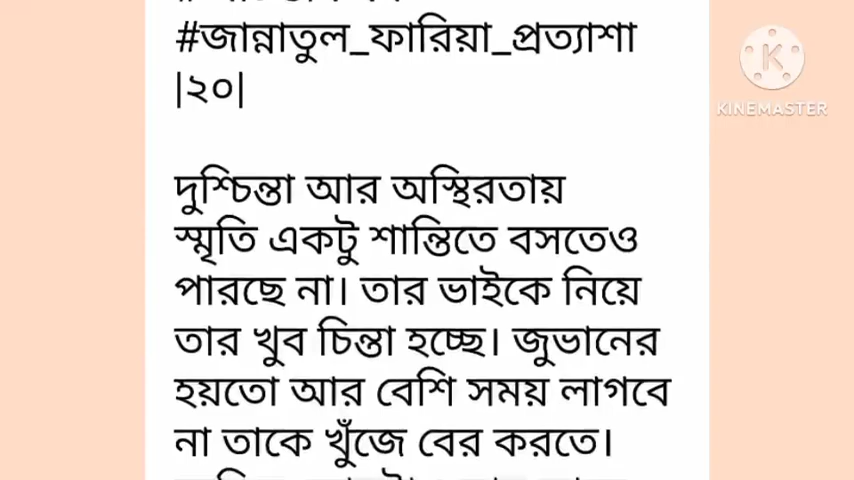 #জান্নাতুল_ফারিয়া_প্রত্যাশা
|২০|
দুশ্চিন্তা আর অস্থিরতায়
স্মৃতি একটু শান্তিতে বসতেও
পারছে না। তার ভাইকে নিয়ে
তার খুব চিন্তা হচ্ছে। জুভানের
হয়তো আর বেশি সময় লাগবে
না তাকে খুঁজে বের করতে।
KINEMASTER